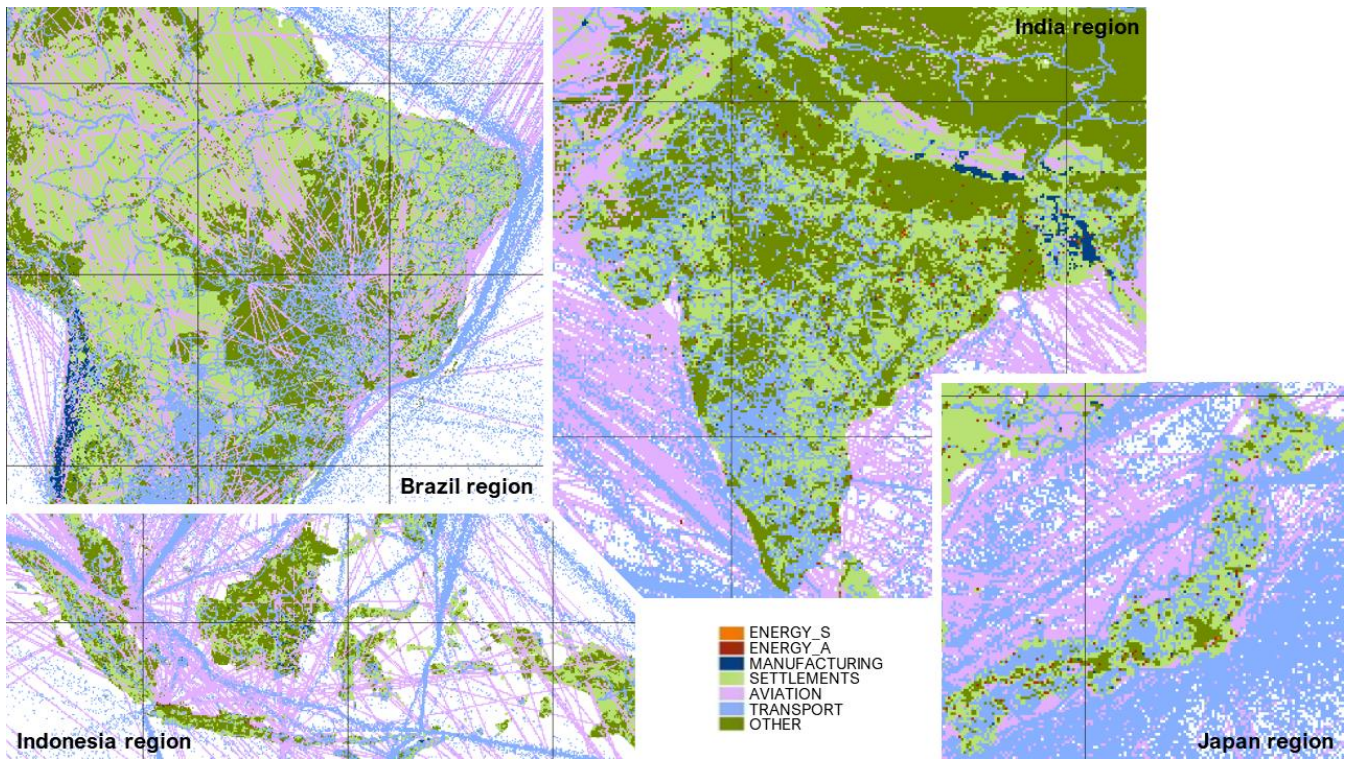 India region
Brazil region
ENERGY_S
ENERGY_A
MANUFACTURING
SETTLEMENTS
AVIATION
TRANSPORT
OTHER
Indonesia region
Japan region